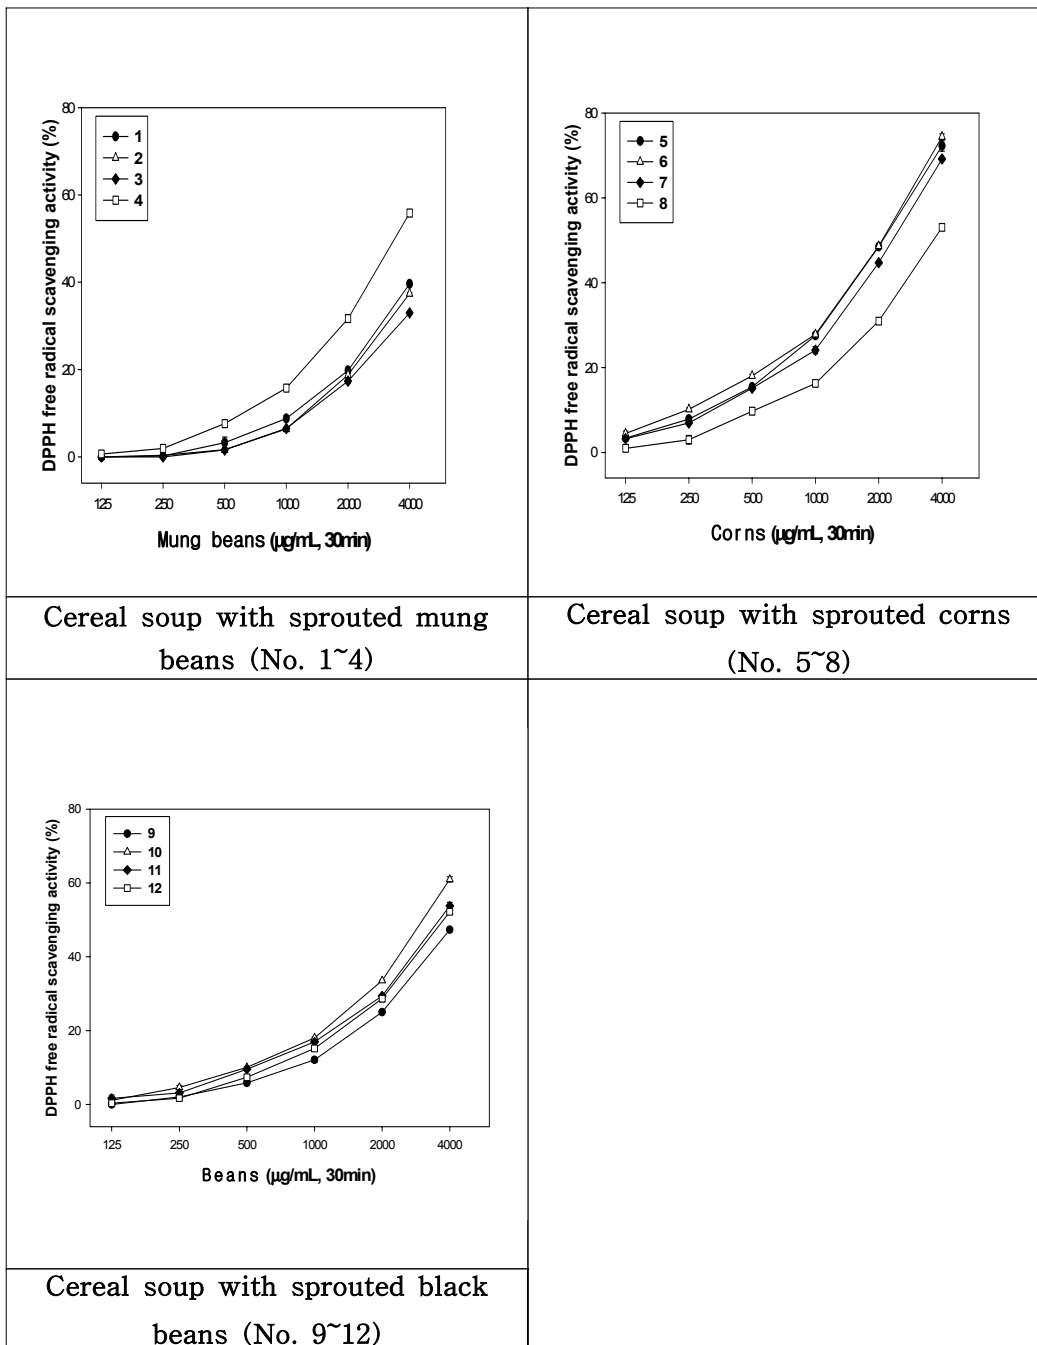 DPPH free radical scavenging activity (%)
80
60
40
20
0
1
2
3
4
125 250 500 1000 2000 4000
Mung beans (µg/mL, 30min)
Cereal soup with sprouted mung
beans (No. 1~4)
DPPH free radical scavenging activity (%)
80
60
40
20
0
5
6
7
8
125 250 500 1000 2000 4000
Corns (µg/mL, 30min)
Cereal soup with sprouted corns
(No. 5~8)
DPPH free radical scavenging activity (%)
80
60
40
20
0
9
10
11
12
125 250 500 1000 2000 4000
Beans (µg/mL, 30min)
Cereal soup with sprouted black
beans (No. 9~12)